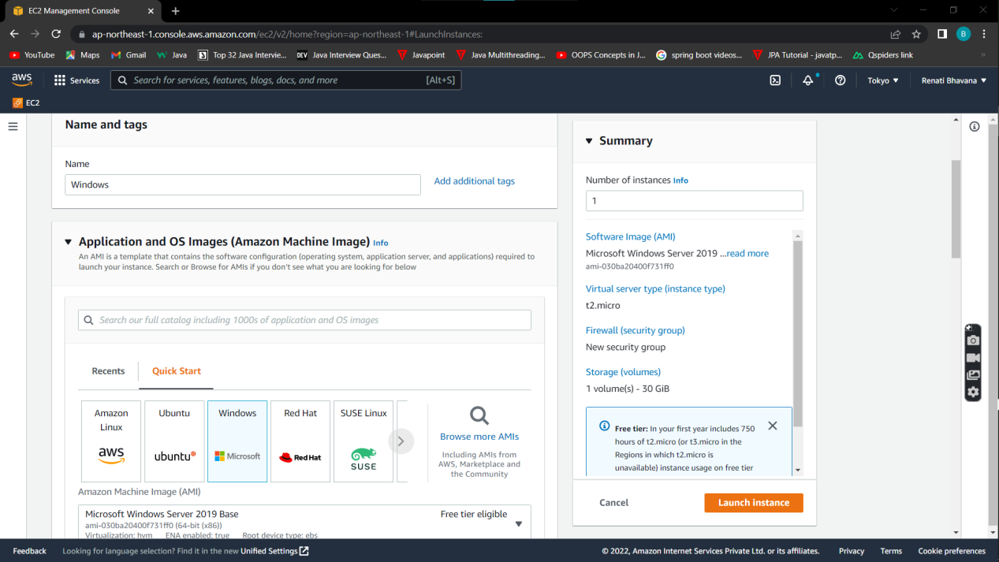 EC2 Management Console
ap-northeast-1.console.aws.amazon.com/ec2/v2/home?region=ap-northeast-1#LaunchInstances:
B
YouTube
Maps
Gmail
Java
Top 32 Java Intervie...
DEV
Java Interview Ques...
Javapoint
Java Multithreading...
OOPS Concepts in J...
spring boot videos...
JPA Tutorial - javatp...
Qspiders link
aws
Services
Search for services, features, blogs, docs, and more
[Alt+S]
Tokyo ▼
Renati Bhavana ▼
EC2
Name and tags
Name
Windows
Add additional tags
Application and OS Images (Amazon Machine Image) Info
An AMI is a template that contains the software configuration (operating system, application server, and applications) required to
launch your instance. Search or Browse for AMIs if you don't see what you are looking for below
Search our full catalog including 1000s of application and OS images
Recents
Quick Start
Amazon
Linux
aws
Ubuntu
ubuntu
Windows
Microsoft
Red Hat
Red Hat
SUSE Linux
SUSE
Browse more AMIs
Including AMIs from
AWS, Marketplace and
the Community
Amazon Machine Image (AMI)
Microsoft Windows Server 2019 Base
Free tier eligible
ami-030ba20400f731ff0 (64-bit (x86))
Virtualization: hvm ENA enabled: true Root device type: ebs
Summary
Number of instances Info
1
Software Image (AMI)
Microsoft Windows Server 2019 ...read more
ami-030ba20400f731ff0
Virtual server type (instance type)
t2.micro
Firewall (security group)
New security group
Storage (volumes)
1 volume(s) - 30 GiB
Free tier: In your first year includes 750
hours of t2.micro (or t3.micro in the
Regions in which t2.micro is
unavailable) instance usage on free tier
Cancel
Launch instance
Feedback
Looking for language selection? Find it in the new Unified Settings
© 2022, Amazon Internet Services Private Ltd. or its affiliates.
Privacy
Terms
Cookie preferences